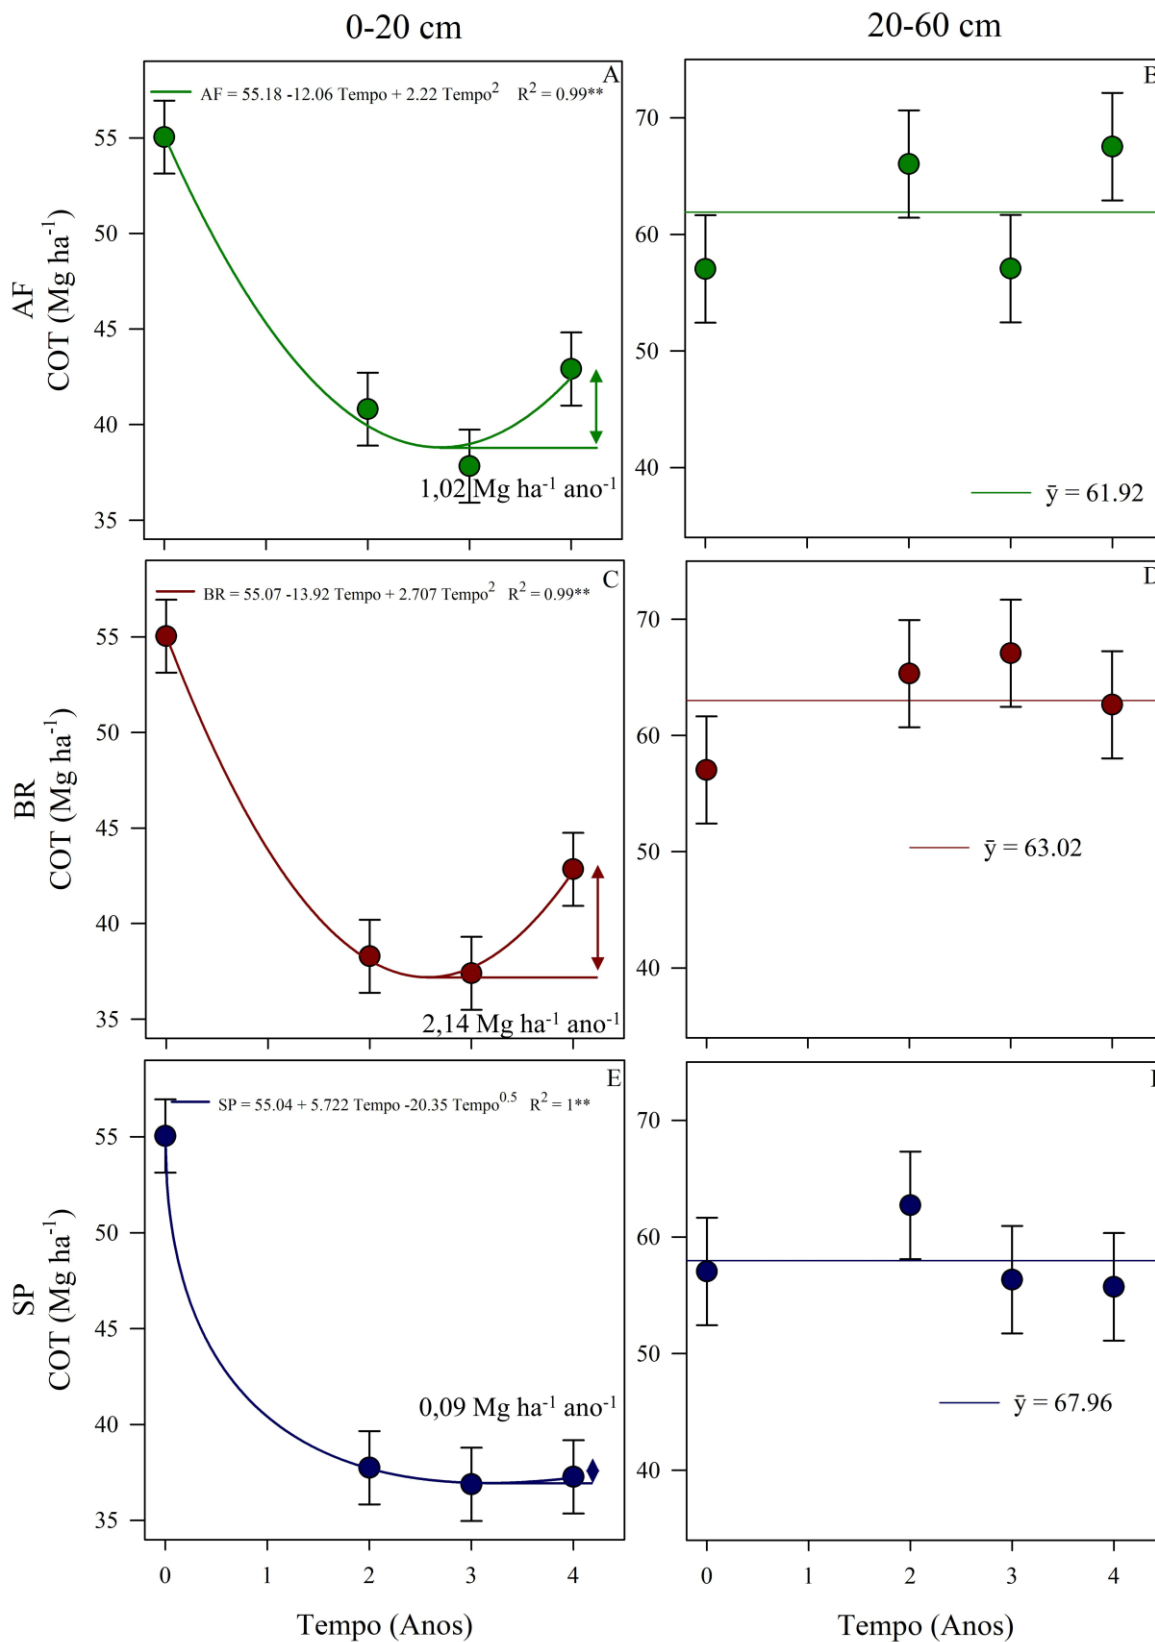 0-20 cm
20-60 cm
A
AF = 55.18 -12.06 Tempo + 2.22 Tempo² R² = 0.99**
55
50
45
40
35
AF
COT (Mg ha⁻¹)
1,02 Mg ha⁻¹ ano⁻¹
B
70
60
50
40
ȳ = 61.92
C
BR = 55.07 -13.92 Tempo + 2.707 Tempo² R² = 0.99**
55
50
45
40
35
BR
COT (Mg ha⁻¹)
2,14 Mg ha⁻¹ ano⁻¹
D
70
60
50
40
ȳ = 63.02
E
SP = 55.04 + 5.722 Tempo -20.35 Tempo⁰·⁵ R² = 1**
55
50
45
40
35
SP
COT (Mg ha⁻¹)
0,09 Mg ha⁻¹ ano⁻¹
0 1 2 3 4
Tempo (Anos)
70
60
50
40
ȳ = 67.96
0 1 2 3 4
Tempo (Anos)